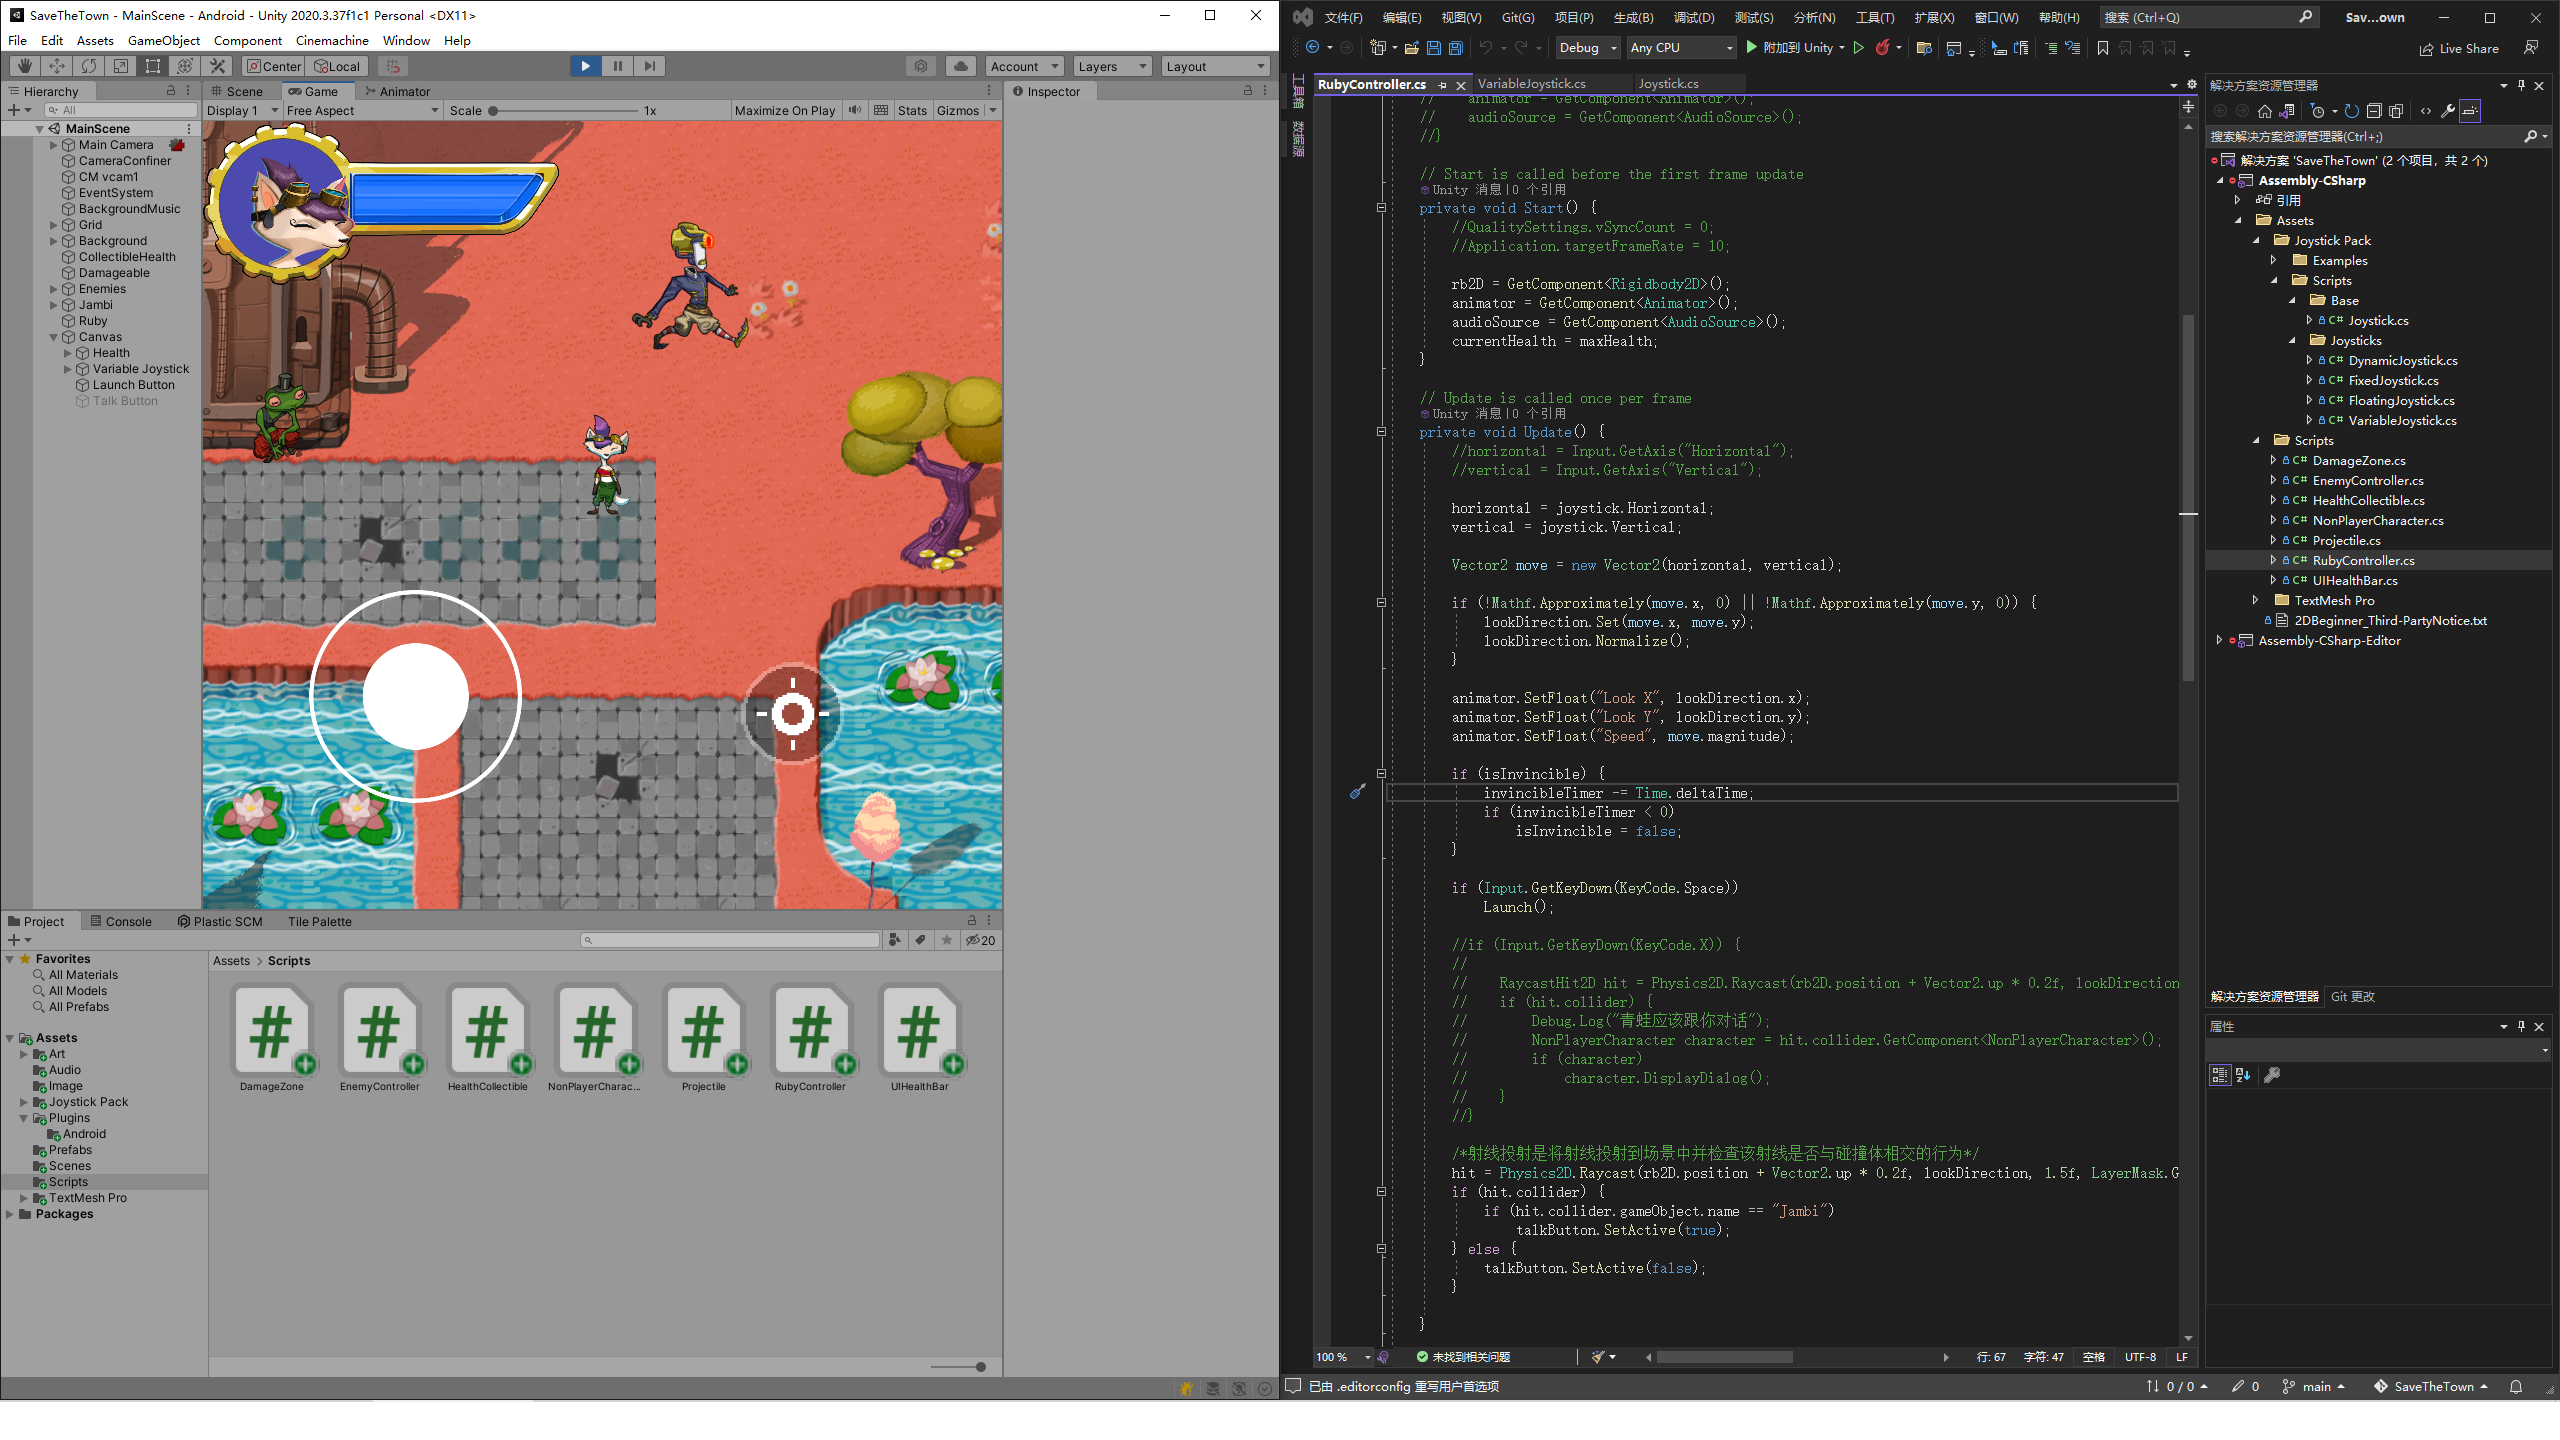 SaveTheTown - MainScene - Android - Unity 2020.3.37f1c1 Personal <DX11>
File Edit Assets GameObject Component Cinemachine Window Help
Center Local Account Layers Layout
Hierarchy
All
MainScene
Main Camera
CameraConfiner
CM vcam1
EventSystem
BackgroundMusic
Grid
Background
CollectibleHealth
Damageable
Enemies
Jambi
Ruby
Canvas
Health
Variable Joystick
Launch Button
Talk Button
Scene Game Animator
Display 1 Free Aspect Scale 1x Maximize On Play Stats Gizmos
Inspector
Project Console Plastic SCM Tile Palette
20
Favorites
All Materials
All Models
All Prefabs
Assets
Art
Audio
Image
Joystick Pack
Plugins
Android
Prefabs
Scenes
Scripts
TextMesh Pro
Packages
Assets > Scripts
DamageZone EnemyController HealthCollectible NonPlayerCharac... Projectile RubyController UIHealthBar
文件(F) 编辑(E) 视图(V) Git(G) 项目(P) 生成(B) 调试(D) 测试(S) 分析(N) 工具(T) 扩展(X) 窗口(W) 帮助(H) 搜索 (Ctrl+Q) Sav...own
Debug Any CPU 附加到 Unity Live Share
工具箱
数据源
RubyController.cs VariableJoystick.cs Joystick.cs
// animator = GetComponent<Animator>();
// audioSource = GetComponent<AudioSource>();
//}
// Start is called before the first frame update
Unity 消息|0 个引用
private void Start() {
//QualitySettings.vSyncCount = 0;
//Application.targetFrameRate = 10;
rb2D = GetComponent<Rigidbody2D>();
animator = GetComponent<Animator>();
audioSource = GetComponent<AudioSource>();
currentHealth = maxHealth;
}
// Update is called once per frame
Unity 消息|0 个引用
private void Update() {
//horizontal = Input.GetAxis("Horizontal");
//vertical = Input.GetAxis("Vertical");
horizontal = joystick.Horizontal;
vertical = joystick.Vertical;
Vector2 move = new Vector2(horizontal, vertical);
if (!Mathf.Approximately(move.x, 0) || !Mathf.Approximately(move.y, 0)) {
lookDirection.Set(move.x, move.y);
lookDirection.Normalize();
}
animator.SetFloat("Look X", lookDirection.x);
animator.SetFloat("Look Y", lookDirection.y);
animator.SetFloat("Speed", move.magnitude);
if (isInvincible) {
invincibleTimer -= Time.deltaTime;
if (invincibleTimer < 0)
isInvincible = false;
}
if (Input.GetKeyDown(KeyCode.Space))
Launch();
//if (Input.GetKeyDown(KeyCode.X)) {
//
// RaycastHit2D hit = Physics2D.Raycast(rb2D.position + Vector2.up * 0.2f, lookDirection
// if (hit.collider) {
// Debug.Log("青蛙应该跟你对话");
// NonPlayerCharacter character = hit.collider.GetComponent<NonPlayerCharacter>();
// if (character)
// character.DisplayDialog();
// }
//}
/*射线投射是将射线投射到场景中并检查该射线是否与碰撞体相交的行为*/
hit = Physics2D.Raycast(rb2D.position + Vector2.up * 0.2f, lookDirection, 1.5f, LayerMask.G
if (hit.collider) {
if (hit.collider.gameObject.name == "Jambi")
talkButton.SetActive(true);
} else {
talkButton.SetActive(false);
}
}
100 % 未找到相关问题 行: 67 字符: 47 空格 UTF-8 LF
已由 .editorconfig 重写用户首选项 0 / 0 0 main SaveTheTown
解决方案资源管理器
搜索解决方案资源管理器(Ctrl+;)
解决方案 'SaveTheTown' (2 个项目，共 2 个)
Assembly-CSharp
引用
Assets
Joystick Pack
Examples
Scripts
Base
C# Joystick.cs
Joysticks
C# DynamicJoystick.cs
C# FixedJoystick.cs
C# FloatingJoystick.cs
C# VariableJoystick.cs
Scripts
C# DamageZone.cs
C# EnemyController.cs
C# HealthCollectible.cs
C# NonPlayerCharacter.cs
C# Projectile.cs
C# RubyController.cs
C# UIHealthBar.cs
TextMesh Pro
2DBeginner_Third-PartyNotice.txt
Assembly-CSharp-Editor
解决方案资源管理器 Git 更改
属性